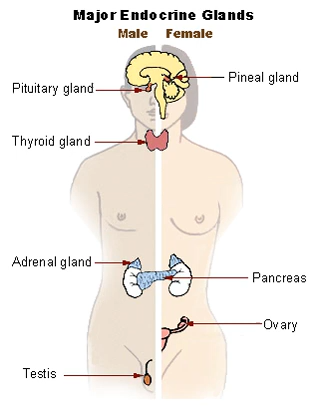 Major Endocrine Glands
Male Female
Pituitary gland
Pineal gland
Thyroid gland
Adrenal gland
Pancreas
Ovary
Testis